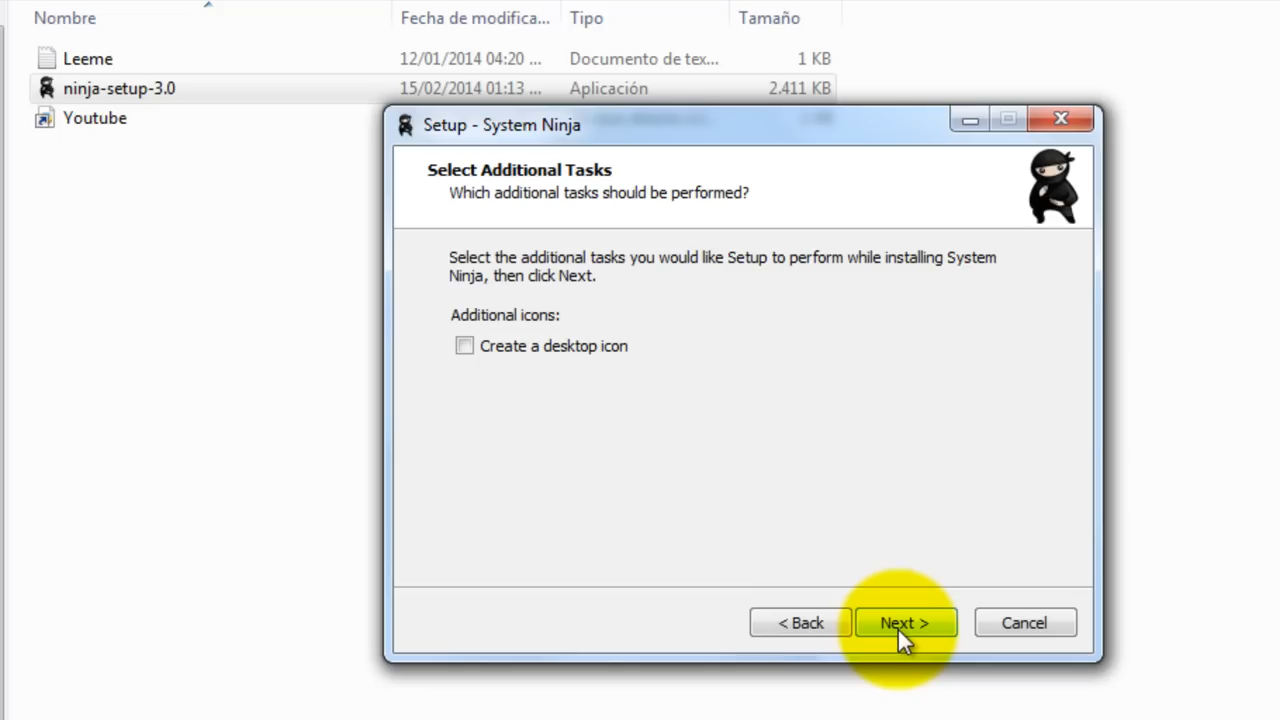 Nombre Fecha de modifica... Tipo Tamaño
Leeme 12/01/2014 04:20 ... Documento de tex... 1 KB
ninja-setup-3.0 15/02/2014 01:13 ... Aplicación 2.411 KB
Youtube
Setup - System Ninja
Select Additional Tasks
Which additional tasks should be performed?
Select the additional tasks you would like Setup to perform while installing System
Ninja, then click Next.
Additional icons:
Create a desktop icon
< Back Next > Cancel